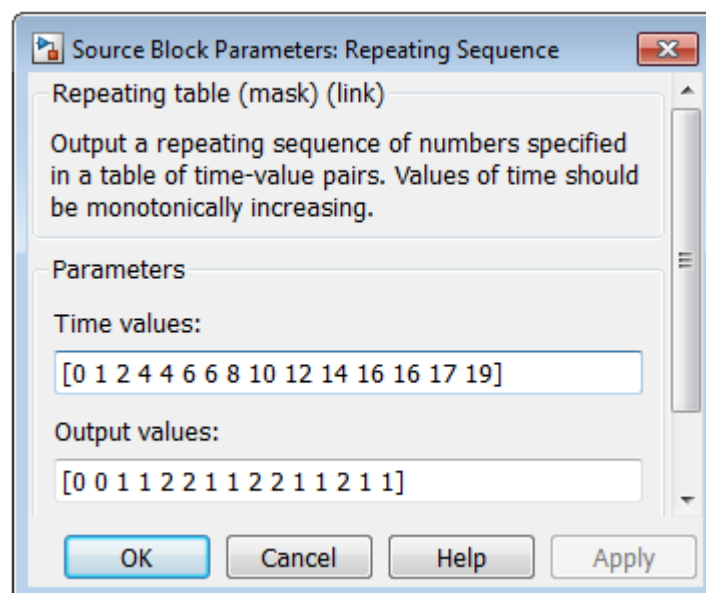 Source Block Parameters: Repeating Sequence
Repeating table (mask) (link)
Output a repeating sequence of numbers specified
in a table of time-value pairs. Values of time should
be monotonically increasing.
Parameters
Time values:
[0 1 2 4 4 6 6 8 10 12 14 16 16 17 19]
Output values:
[0 0 1 1 2 2 1 1 2 2 1 1 2 1 1]
OK Cancel Help Apply